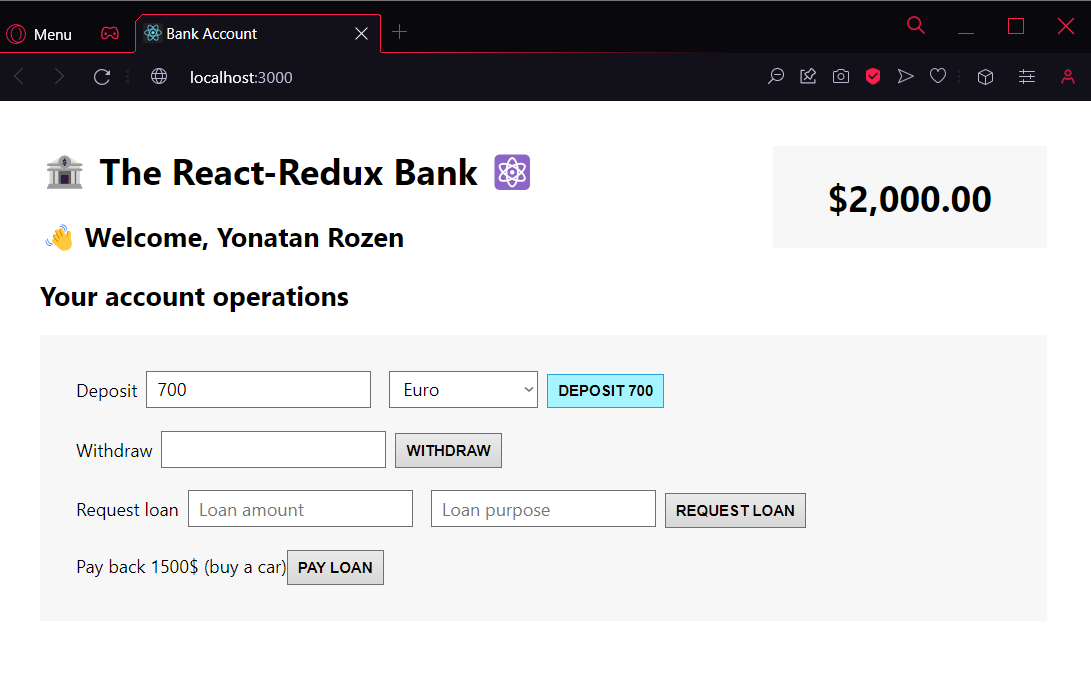 Menu
Bank Account
localhost:3000
The React-Redux Bank
$2,000.00
Welcome, Yonatan Rozen
Your account operations
Deposit 700 Euro DEPOSIT 700
Withdraw WITHDRAW
Request loan Loan amount Loan purpose REQUEST LOAN
Pay back 1500$ (buy a car) PAY LOAN